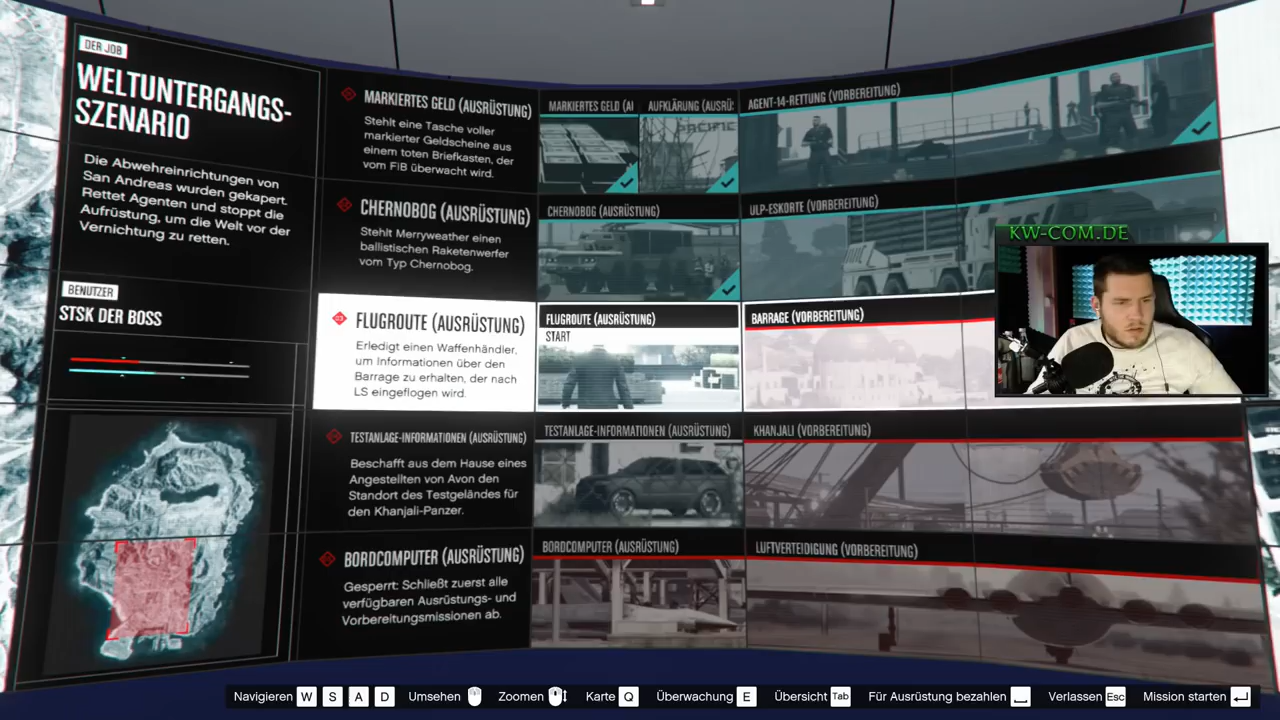 DER JOB
WELTUNTERGANGS-
SZENARIO
Die Abwehreinrichtungen von
San Andreas wurden gekapert.
Rettet Agenten und stoppt die
Aufrüstung, um die Welt vor der
Vernichtung zu retten.
BENUTZER
STSK DER BOSS
MARKIERTES GELD (AUSRÜSTUNG)
Stehlt eine Tasche voller
markierter Geldscheine aus
einem toten Briefkasten, der
vom FIB überwacht wird.
MARKIERTES GELD (AI
AUFKLÄRUNG (AUSRÜ:
PACIFIC
AGENT-14-RETTUNG (VORBEREITUNG)
CHERNOBOG (AUSRÜSTUNG)
Stehlt Merryweather einen
ballistischen Raketenwerfer
vom Typ Chernobog.
CHERNOBOG (AUSRÜSTUNG)
ULP-ESKORTE (VORBEREITUNG)
KW-COM.DE
FLUGROUTE (AUSRÜSTUNG)
Erledigt einen Waffenhändler,
um Informationen über den
Barrage zu erhalten, der nach
LS eingeflogen wird.
FLUGROUTE (AUSRÜSTUNG)
START
BARRAGE (VORBEREITUNG)
TESTANLAGE-INFORMATIONEN (AUSRÜSTUNG)
Beschafft aus dem Hause eines
Angestellten von Avon den
Standort des Testgeländes für
den Khanjali-Panzer.
TESTANLAGE-INFORMATIONEN (AUSRÜSTUNG)
KHANJALI (VORBEREITUNG)
BORDCOMPUTER (AUSRÜSTUNG)
Gesperrt: Schließt zuerst alle
verfügbaren Ausrüstungs- und
Vorbereitungsmissionen ab.
BORDCOMPUTER (AUSRÜSTUNG)
LUFTVERTEIDIGUNG (VORBEREITUNG)
Navigieren W S A D Umsehen Zoomen Karte Q Überwachung E Übersicht Tab Für Ausrüstung bezahlen Verlassen Esc Mission starten